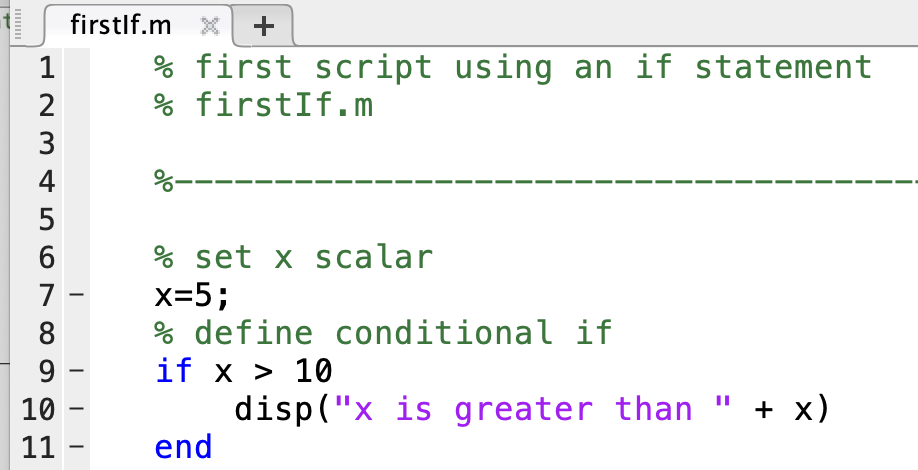 firstIf.m
1 % first script using an if statement
2 % firstIf.m
3
4 %--------------------------------------
5
6 % set x scalar
7 - x=5;
8 % define conditional if
9 - if x > 10
10 - disp("x is greater than " + x)
11 - end